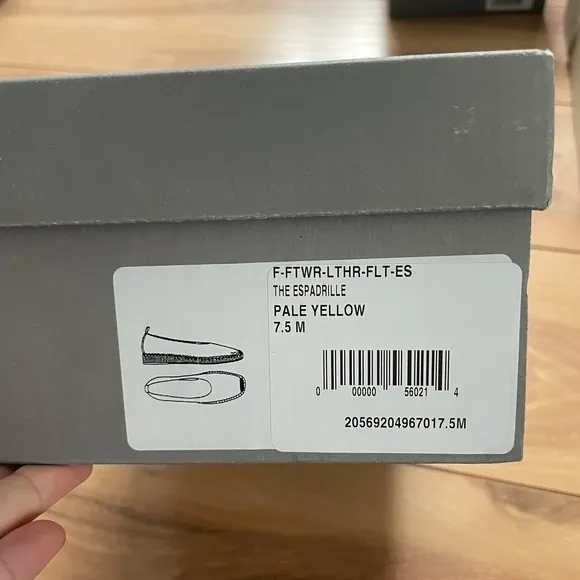 F-FTWR-LTHR-FLT-ES
THE ESPADRILLE
PALE YELLOW
7.5 M
0 00000 56021 4
20569204967017.5M